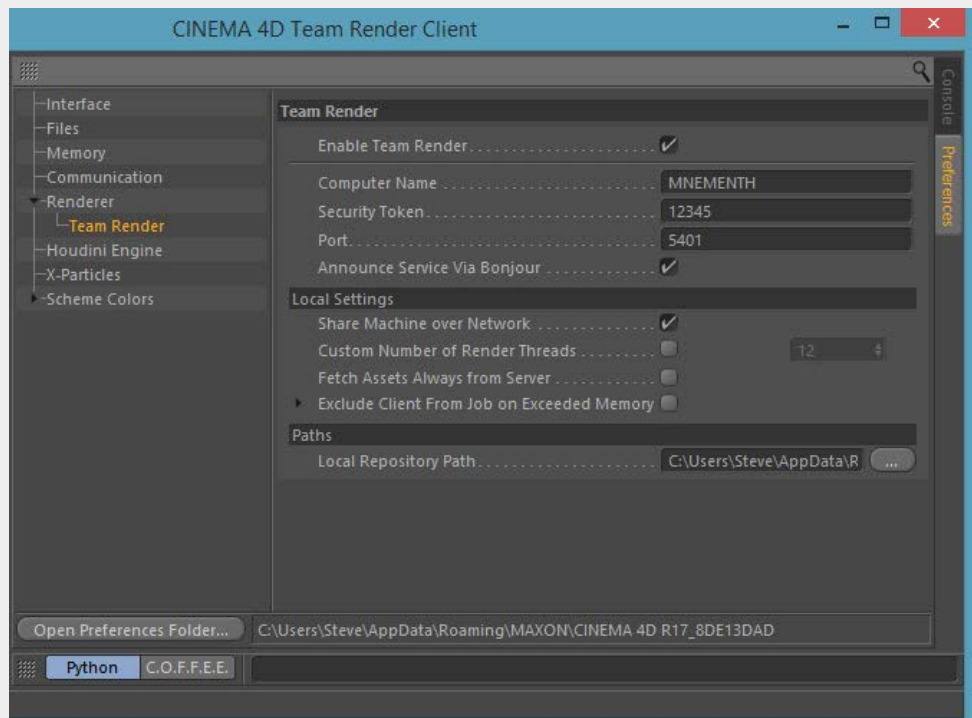 CINEMA 4D Team Render Client
Interface
Files
Memory
Communication
Renderer
Team Render
Houdini Engine
X-Particles
Scheme Colors
Team Render
Enable Team Render
Computer Name MNEMENTH
Security Token 12345
Port 5401
Announce Service Via Bonjour
Local Settings
Share Machine over Network
Custom Number of Render Threads 12
Fetch Assets Always from Server
Exclude Client From Job on Exceeded Memory
Paths
Local Repository Path C:\Users\Steve\AppData\R ...
Console
Preferences
Open Preferences Folder... C:\Users\Steve\AppData\Roaming\MAXON\CINEMA 4D R17_8DE13DAD
Python C.O.F.F.E.E.